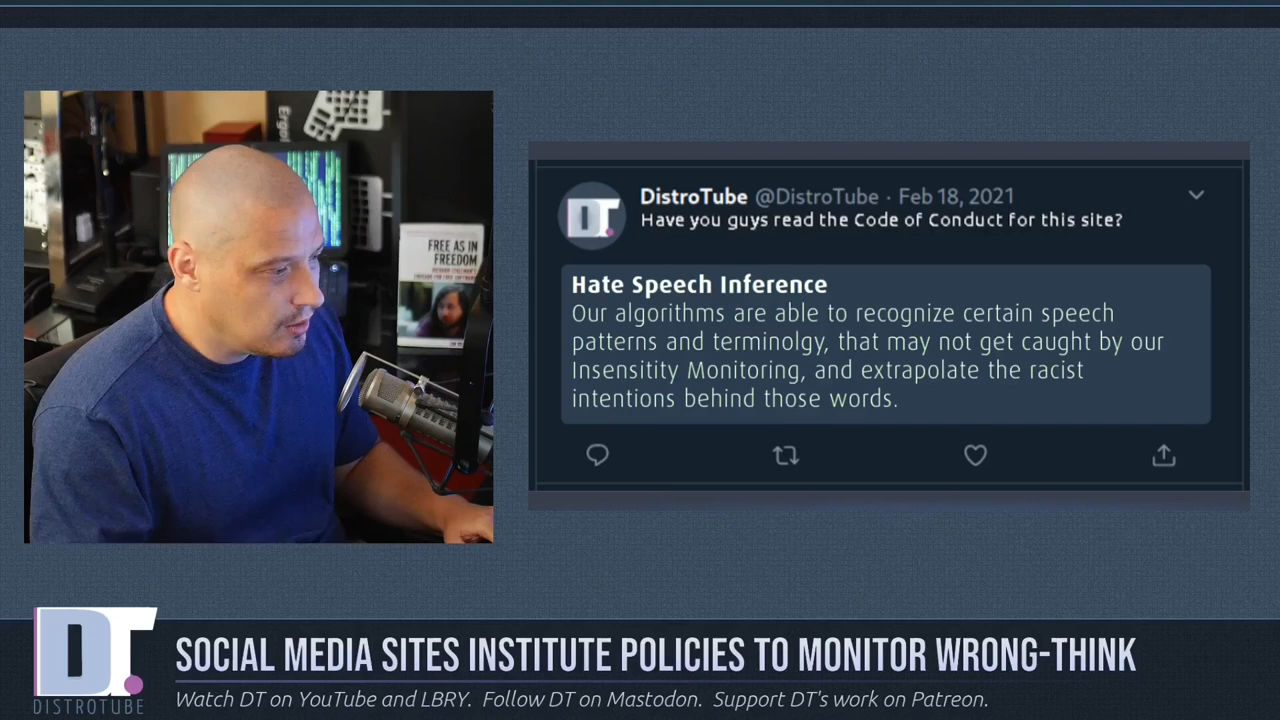 Ergo
FREE AS IN
FREEDOM
DT.
DistroTube @DistroTube · Feb 18, 2021
Have you guys read the Code of Conduct for this site?
Hate Speech Inference
Our algorithms are able to recognize certain speech
patterns and terminolgy, that may not get caught by our
Insensitity Monitoring, and extrapolate the racist
intentions behind those words.
DT.
DISTROTUBE
SOCIAL MEDIA SITES INSTITUTE POLICIES TO MONITOR WRONG-THINK
Watch DT on YouTube and LBRY. Follow DT on Mastodon. Support DT's work on Patreon.